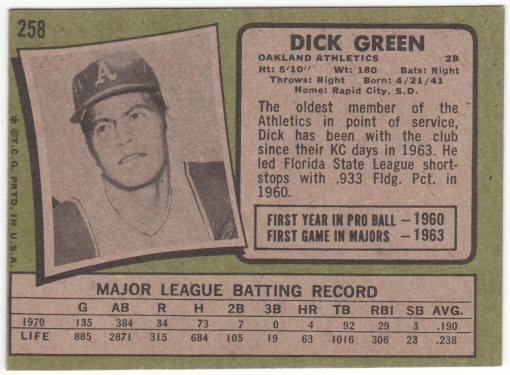 258
DICK GREEN
OAKLAND ATHLETICS 2B
Ht: 5'10" Wt: 180 Bats: Right
Throws: Right Born: 4/21/41
Home: Rapid City, S.D.
The oldest member of the
Athletics in point of service,
Dick has been with the club
since their KC days in 1963. He
led Florida State League short-
stops with .933 Fldg. Pct. in
1960.
FIRST YEAR IN PRO BALL—1960
FIRST GAME IN MAJORS—1963
A
* ©T.C.G. PRTD. IN U.S.A.
MAJOR LEAGUE BATTING RECORD
G AB R H 2B 3B HR TB RBI SB AVG.
1970 135 384 34 73 7 0 4 92 29 3 .190
LIFE 885 2871 315 684 105 19 63 1016 306 23 .238